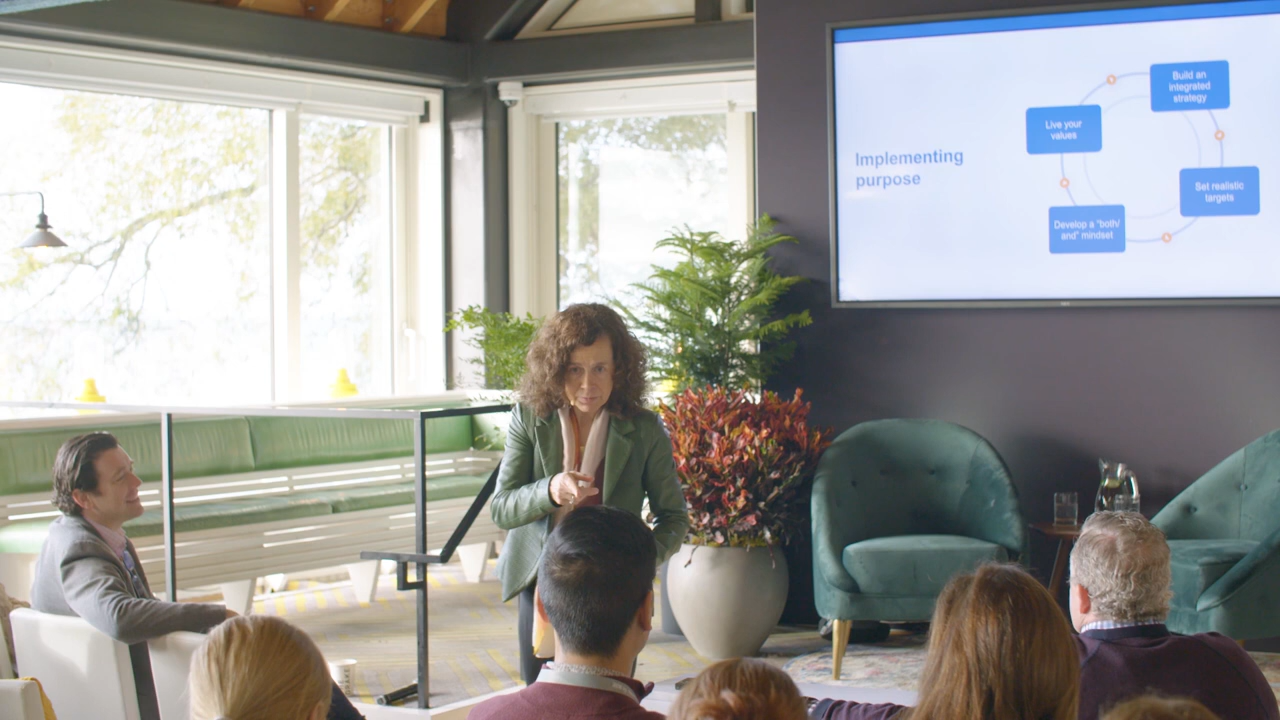 Implementing
purpose
Build an
integrated
strategy
Live your
values
Set realistic
targets
Develop a "both/
and" mindset